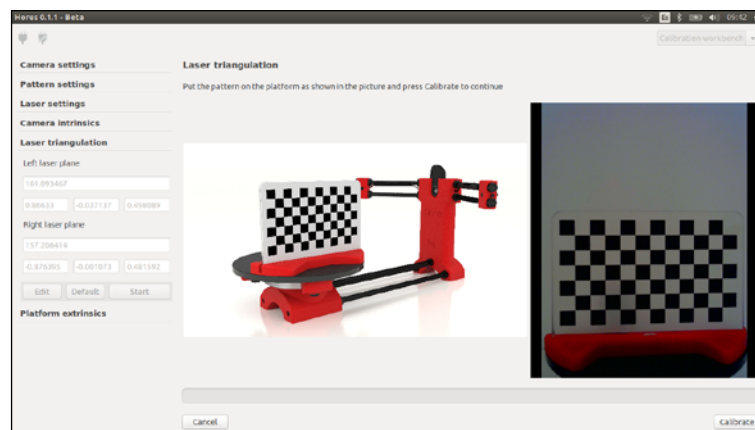 Horus 0.1.1 - Beta
Es
09:42
Calibration workbench
Camera settings
Pattern settings
Laser settings
Camera intrinsics
Laser triangulation
Left laser plane
161.093467
0.86633 -0.037137 0.498089
Right laser plane
157.206414
-0.876395 -0.001073 0.481592
Edit Default Start
Platform extrinsics
Laser triangulation
Put the pattern on the platform as shown in the picture and press Calibrate to continue
Cancel
Calibrate